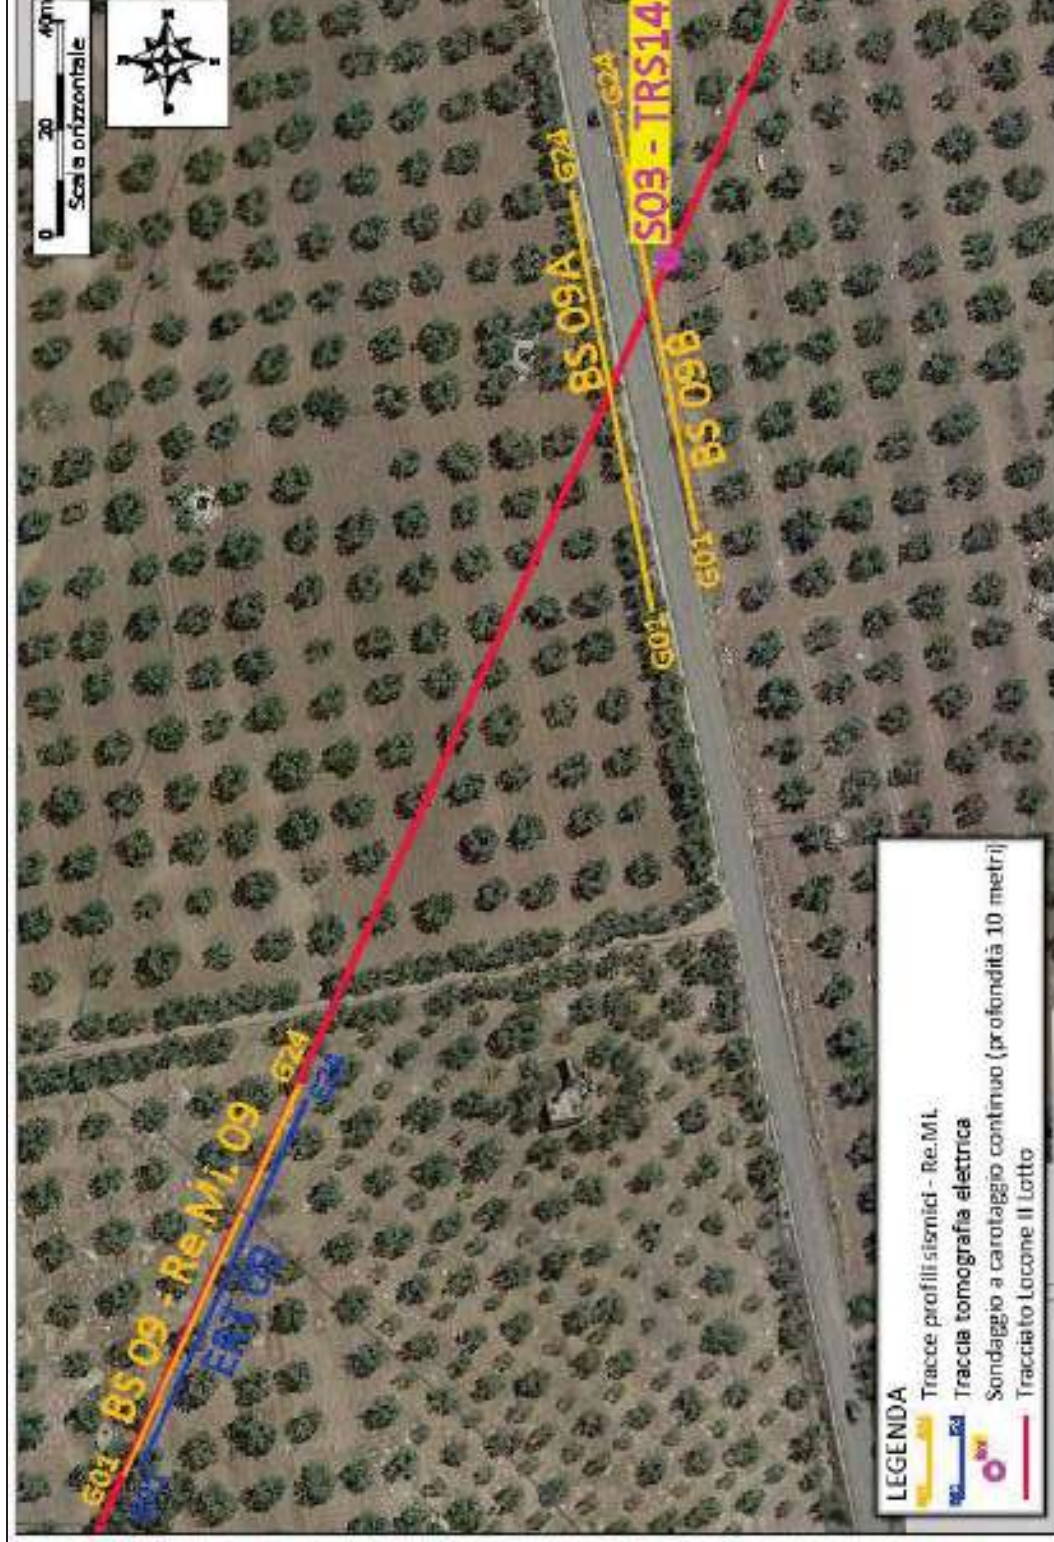 0 20 40m
Scala orizzontale
G01 BS 09 - Re.Mi. 09 G24
G24
BS 09A
G01
G24
S03 - TRS14
BS 09B
G01
G24
LEGENDA
Tracce profili sismici - Re.Mi.
Traccia tomografia elettrica
Sondaggio a carotaggio continuo (profondità 10 metri)
Tracciato Locone II Lotto